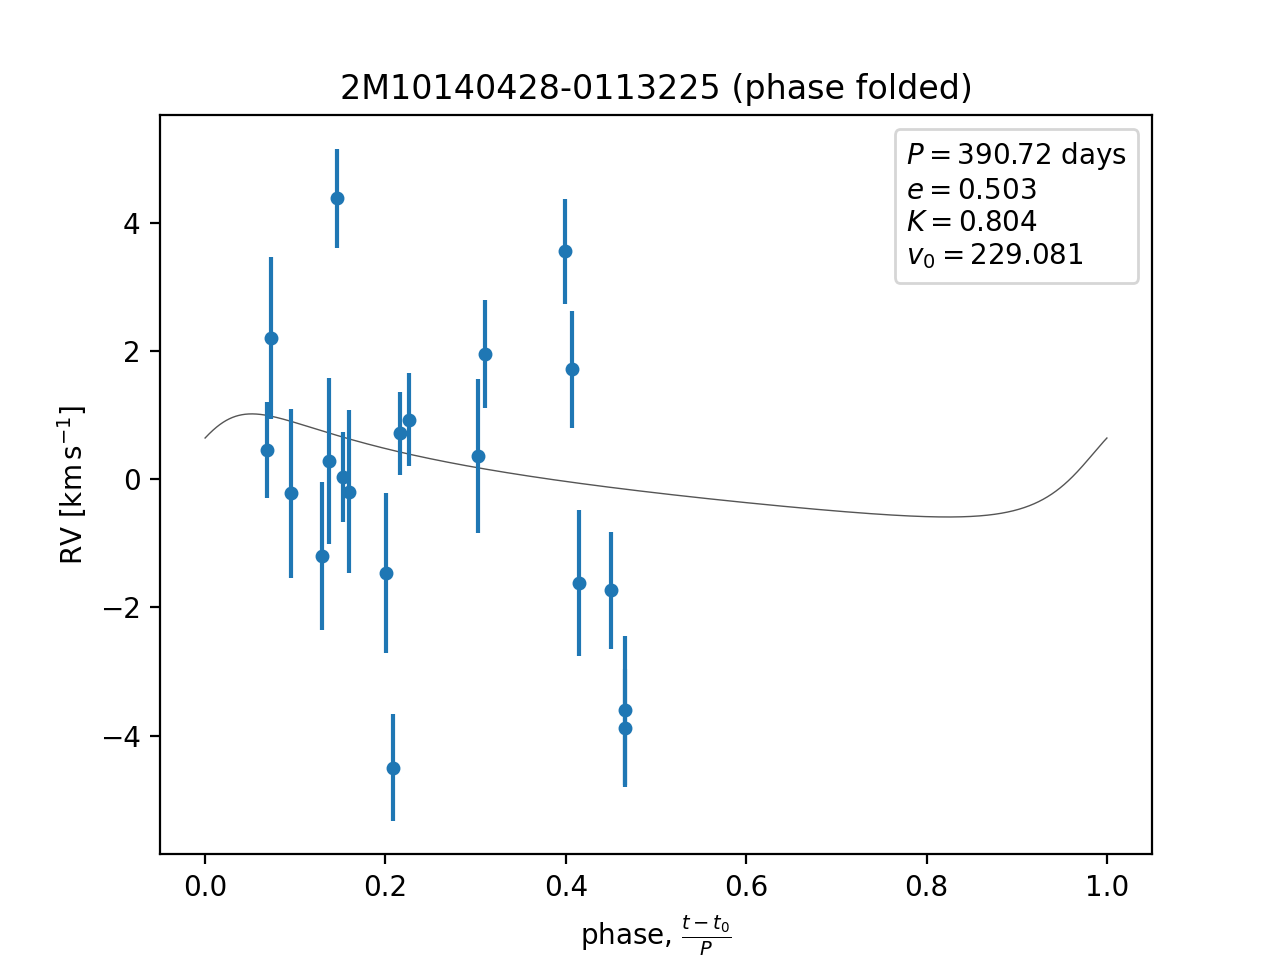 2M10140428-0113225 (phase folded)
P = 390.72 days
e = 0.503
K = 0.804
v₀ = 229.081
4
2
0
−2
−4
RV [km s⁻¹]
0.0 0.2 0.4 0.6 0.8 1.0
phase, (t − t₀)/P